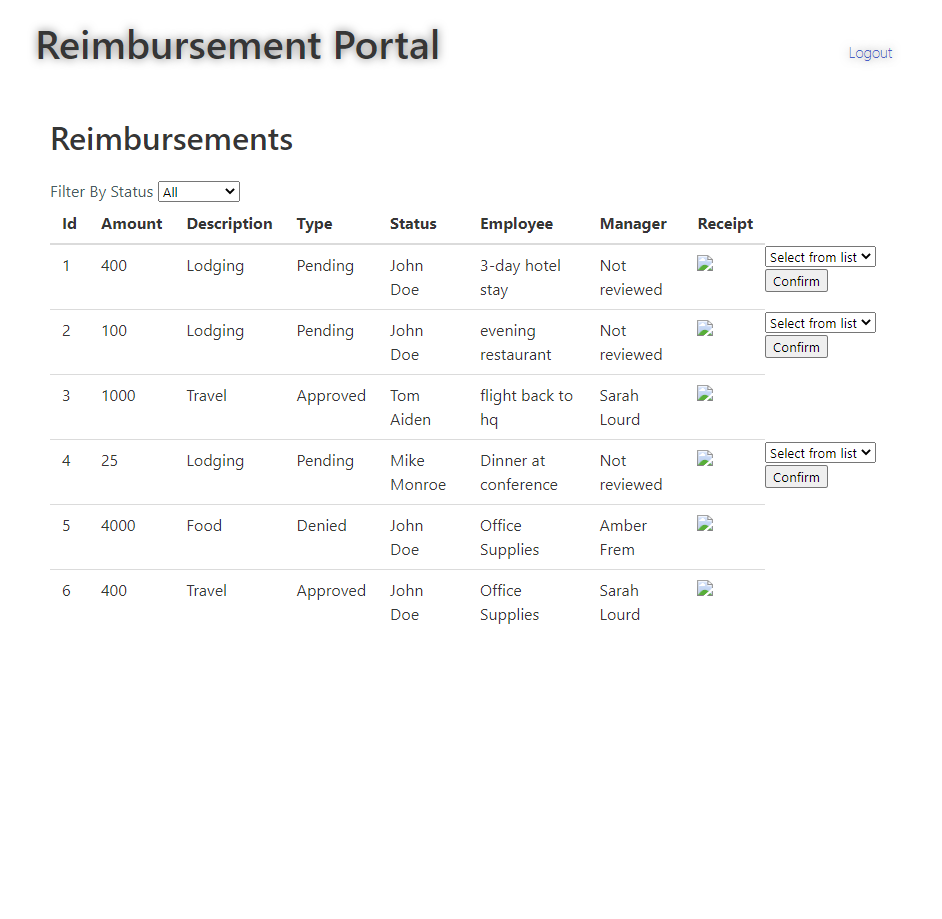 Reimbursement Portal
Logout
Reimbursements
Filter By Status All
Id Amount Description Type Status Employee Manager Receipt
1 400 Lodging Pending John 3-day hotel Not Select from list
Doe stay reviewed Confirm
2 100 Lodging Pending John evening Not Select from list
Doe restaurant reviewed Confirm
3 1000 Travel Approved Tom flight back to Sarah
Aiden hq Lourd
4 25 Lodging Pending Mike Dinner at Not Select from list
Monroe conference reviewed Confirm
5 4000 Food Denied John Office Amber
Doe Supplies Frem
6 400 Travel Approved John Office Sarah
Doe Supplies Lourd